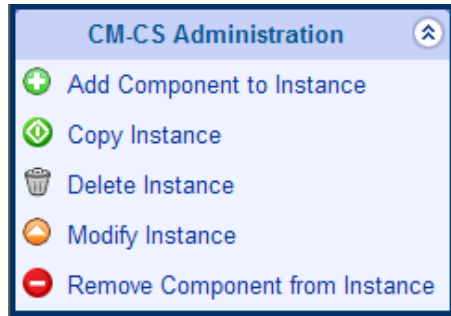 CM-CS Administration
Add Component to Instance
Copy Instance
Delete Instance
Modify Instance
Remove Component from Instance